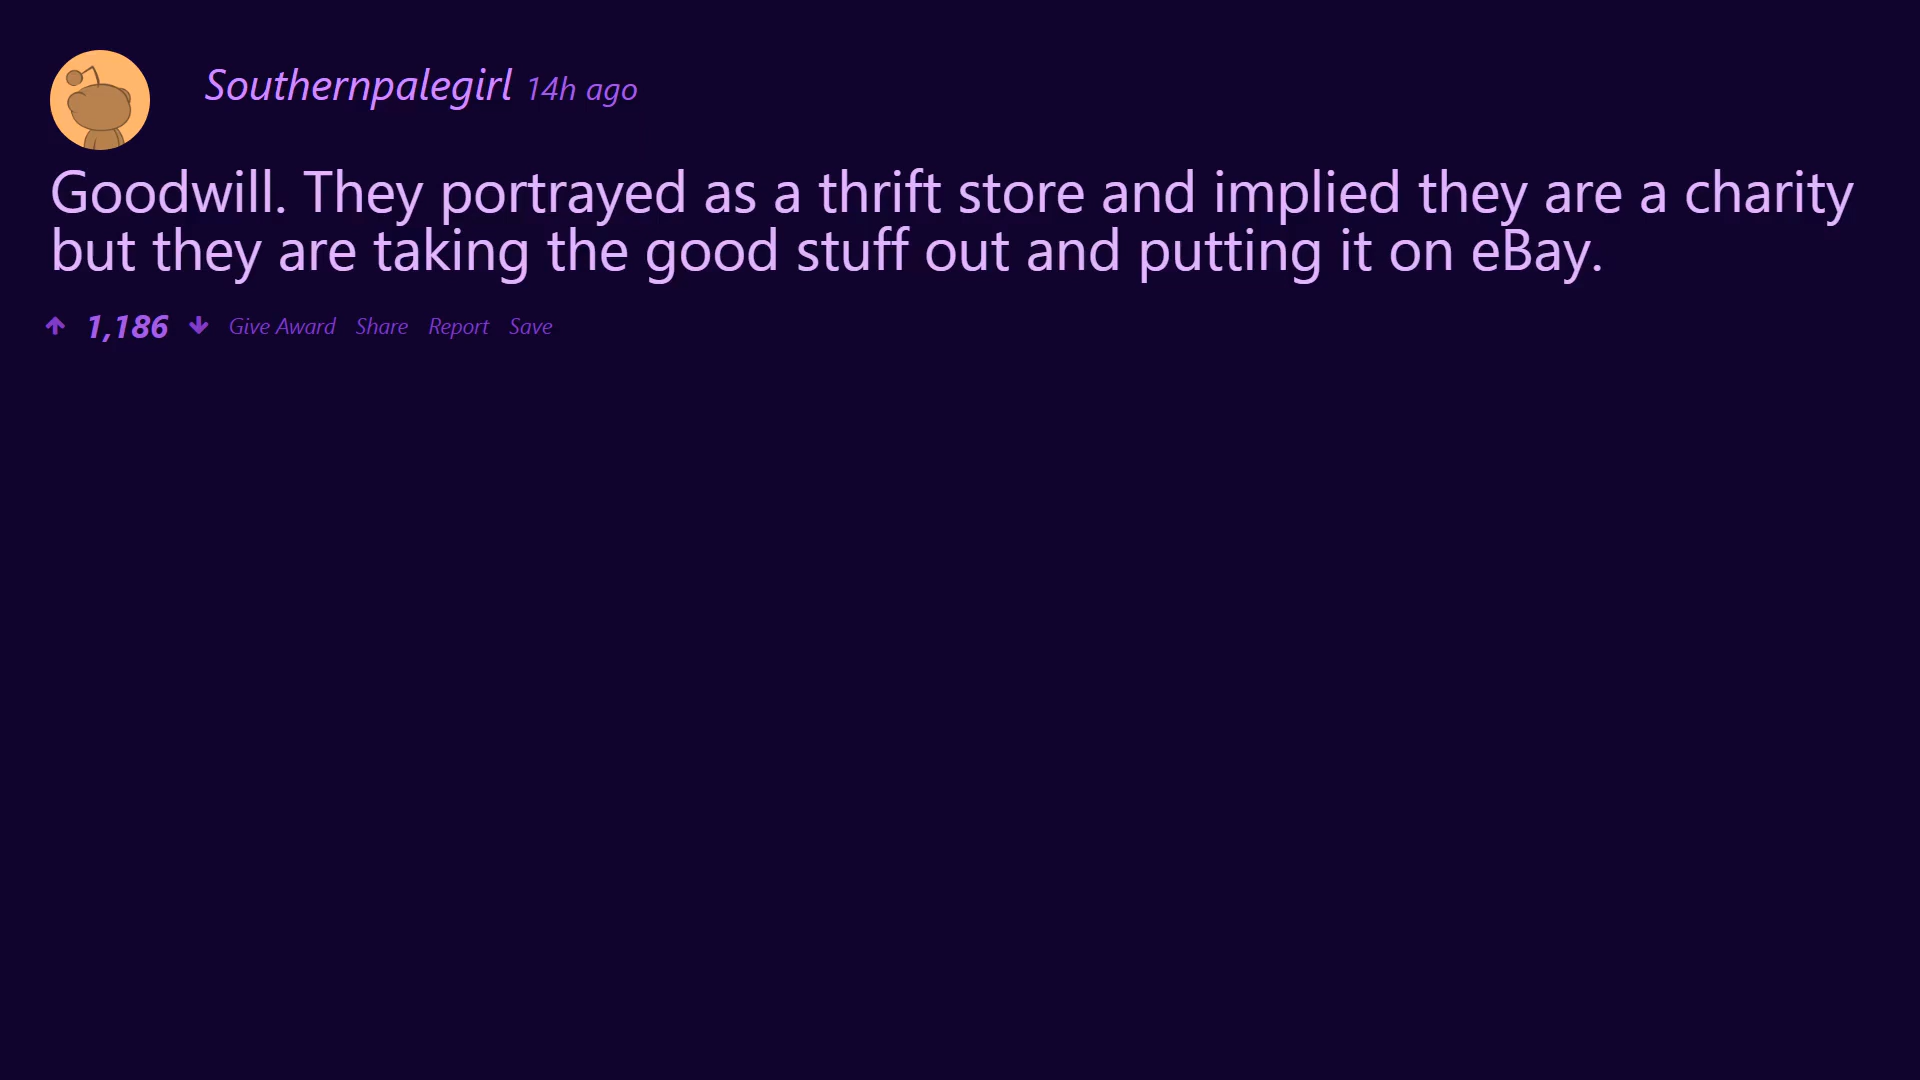 Southernpalegirl 14h ago
Goodwill. They portrayed as a thrift store and implied they are a charity
but they are taking the good stuff out and putting it on eBay.
1,186 Give Award Share Report Save